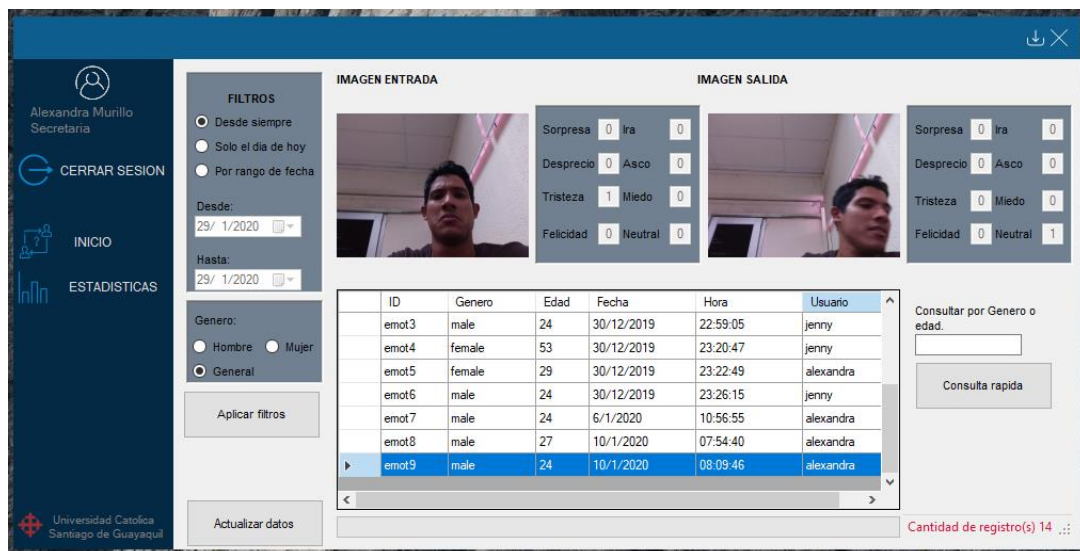 Alexandra Murillo
Secretaria
CERRAR SESION
INICIO
ESTADISTICAS
Universidad Catolica
Santiago de Guayaquil
FILTROS
Desde siempre
Solo el dia de hoy
Por rango de fecha
Desde:
29/ 1/2020
Hasta:
29/ 1/2020
Genero:
Hombre Mujer
General
Aplicar filtros
Actualizar datos
IMAGEN ENTRADA
Sorpresa 0 Ira 0
Desprecio 0 Asco 0
Tristeza 1 Miedo 0
Felicidad 0 Neutral 0
IMAGEN SALIDA
Sorpresa 0 Ira 0
Desprecio 0 Asco 0
Tristeza 0 Miedo 0
Felicidad 0 Neutral 1
ID Genero Edad Fecha Hora Usuario
emot3 male 24 30/12/2019 22:59:05 jenny
emot4 female 53 30/12/2019 23:20:47 jenny
emot5 female 29 30/12/2019 23:22:49 alexandra
emot6 male 24 30/12/2019 23:26:15 jenny
emot7 male 24 6/1/2020 10:56:55 alexandra
emot8 male 27 10/1/2020 07:54:40 alexandra
emot9 male 24 10/1/2020 08:09:46 alexandra
Consultar por Genero o
edad.
Consulta rapida
Cantidad de registro(s) 14